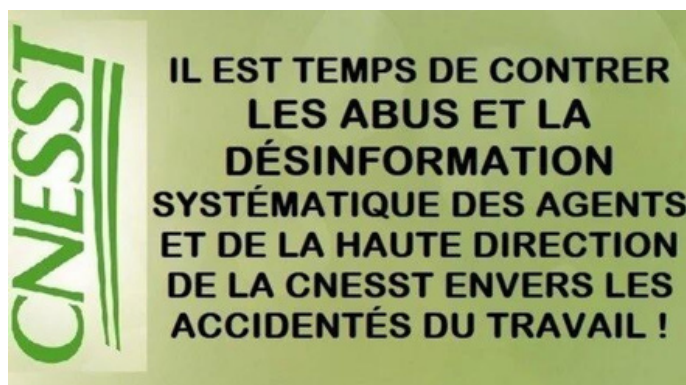 CNESST
IL EST TEMPS DE CONTRER
LES ABUS ET LA
DÉSINFORMATION
SYSTÉMATIQUE DES AGENTS
ET DE LA HAUTE DIRECTION
DE LA CNESST ENVERS LES
ACCIDENTÉS DU TRAVAIL !